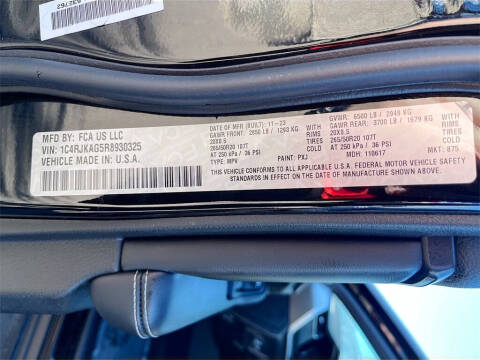 832762
MFD BY: FCA US LLC
VIN: 1C4RJKAG5R8930325
VEHICLE MADE IN: U.S.A.
DATE OF MFR (BUILT): 11-23
GAWR FRONT: 2850 LB / 1293 KG
20X8.5 RIMS
265/50R20 107T TIRES
AT 250 kPa / 36 PSI COLD
TYPE: MPV PAINT: PXJ MDH: 110617
GVWR: 6500 LB / 2949 KG
GAWR REAR: 3700 LB / 1679 KG
20X8.5 RIMS
265/50R20 107T TIRES
AT 250 kPa / 36 PSI COLD
MKT: 875
THIS VEHICLE CONFORMS TO ALL APPLICABLE U.S.A. FEDERAL MOTOR VEHICLE SAFETY
STANDARDS IN EFFECT ON THE DATE OF MANUFACTURE SHOWN ABOVE.